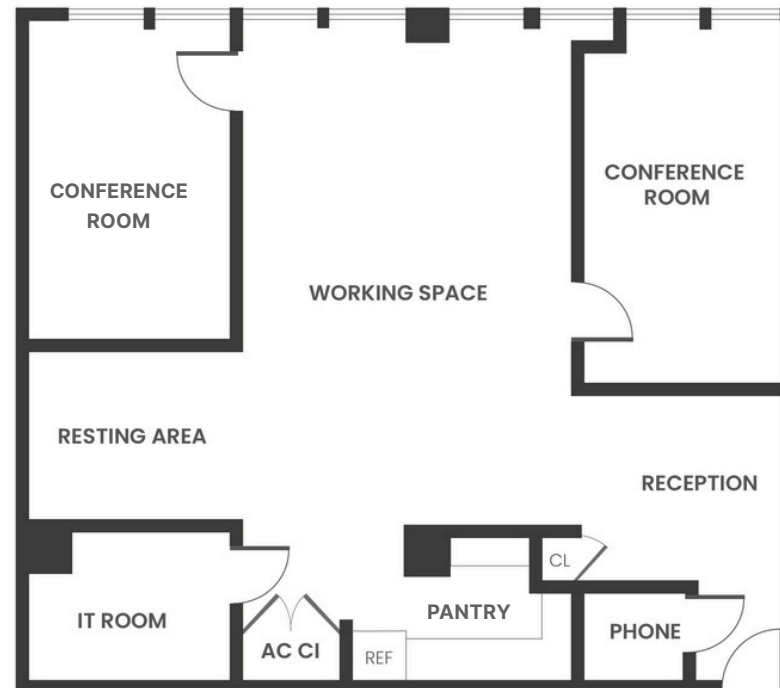 CONFERENCE
ROOM
CONFERENCE
ROOM
WORKING SPACE
RESTING AREA
RECEPTION
CL
IT ROOM
AC CI
REF
PANTRY
PHONE